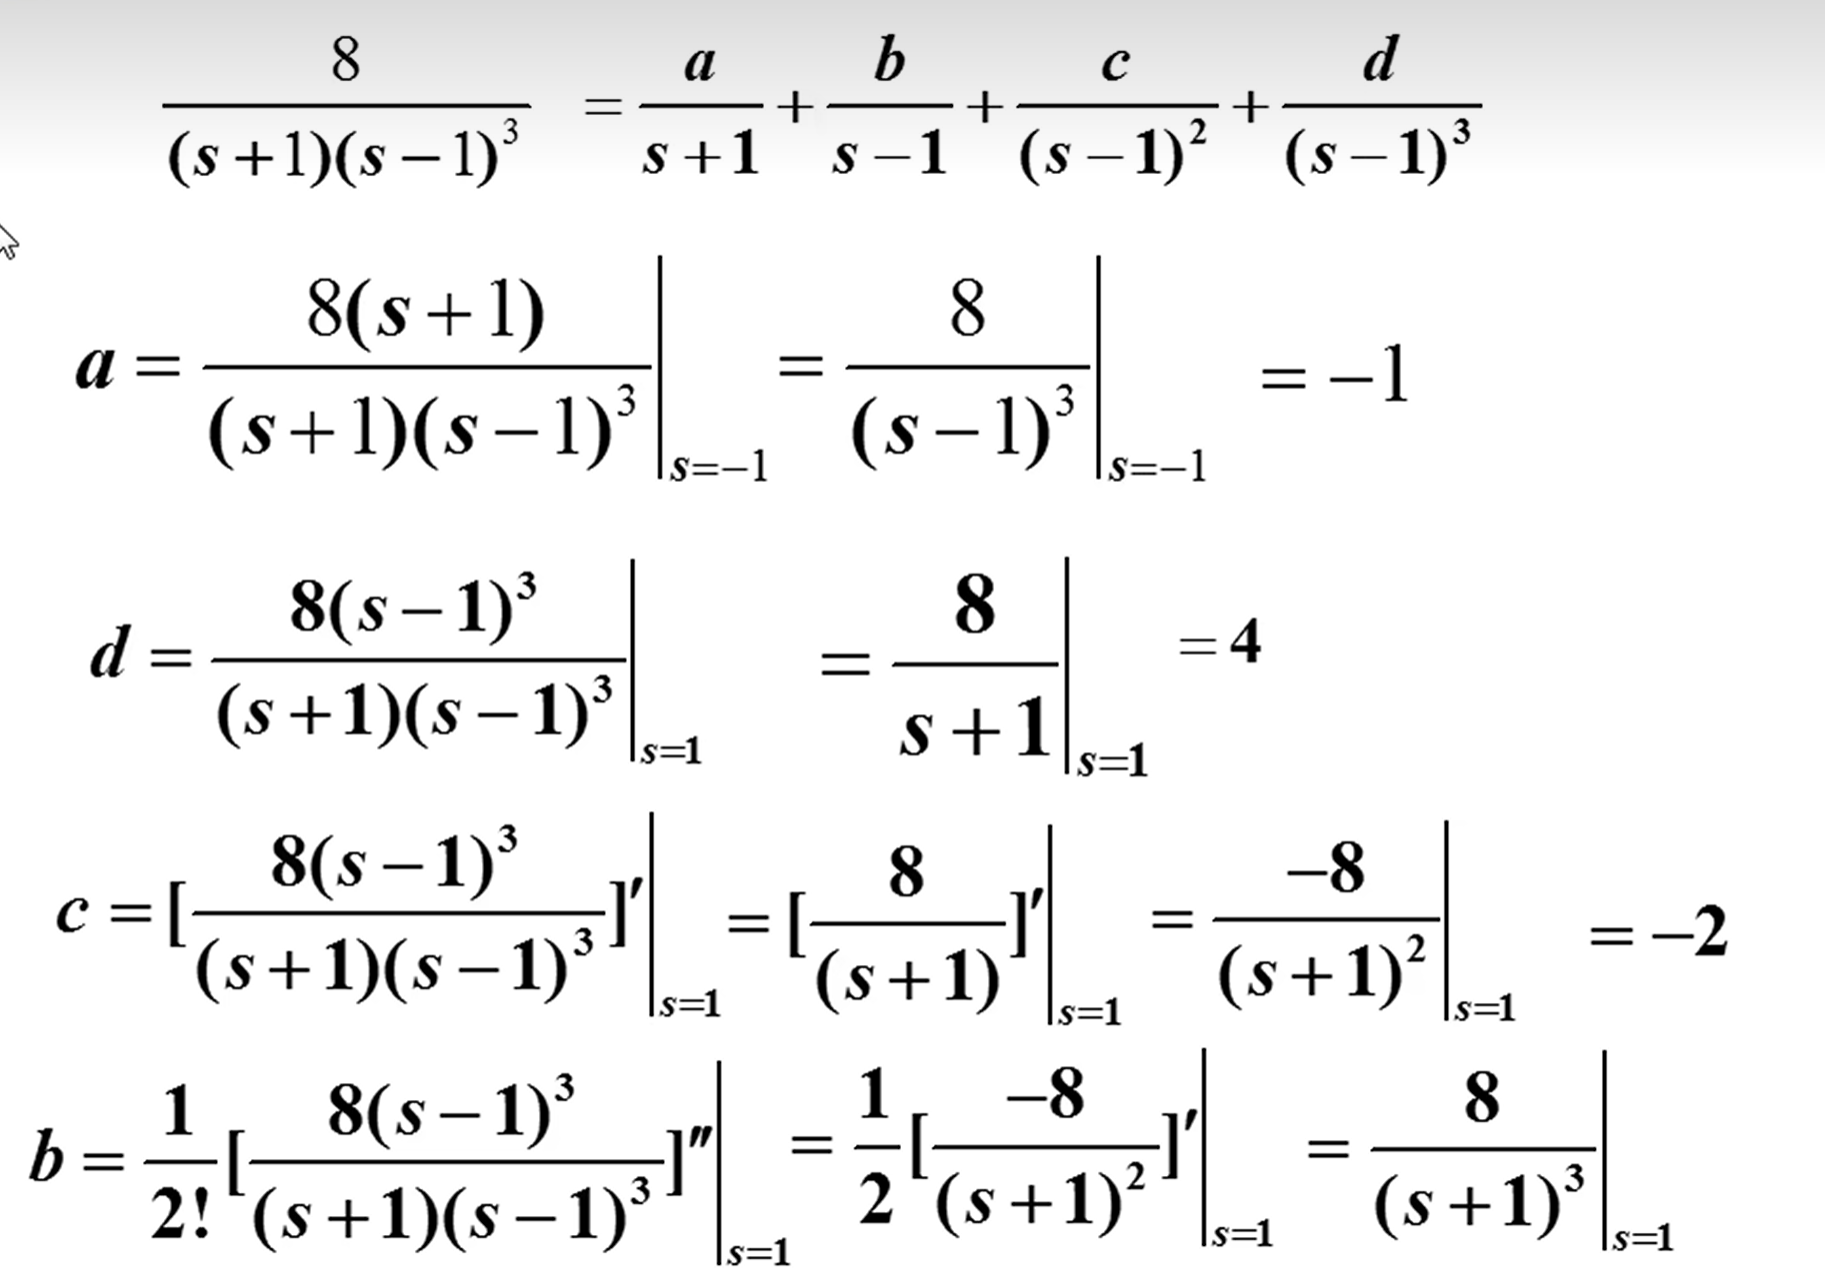 8/((s+1)(s−1)³) = a/(s+1) + b/(s−1) + c/(s−1)² + d/(s−1)³
a = 8(s+1)/((s+1)(s−1)³) |s=−1 = 8/(s−1)³ |s=−1 = −1
d = 8(s−1)³/((s+1)(s−1)³) |s=1 = 8/(s+1) |s=1 = 4
c = [8(s−1)³/((s+1)(s−1)³)]′ |s=1 = [8/(s+1)]′ |s=1 = −8/(s+1)² |s=1 = −2
b = 1/2! [8(s−1)³/((s+1)(s−1)³)]″ |s=1 = 1/2 [−8/(s+1)²]′ |s=1 = 8/(s+1)³ |s=1